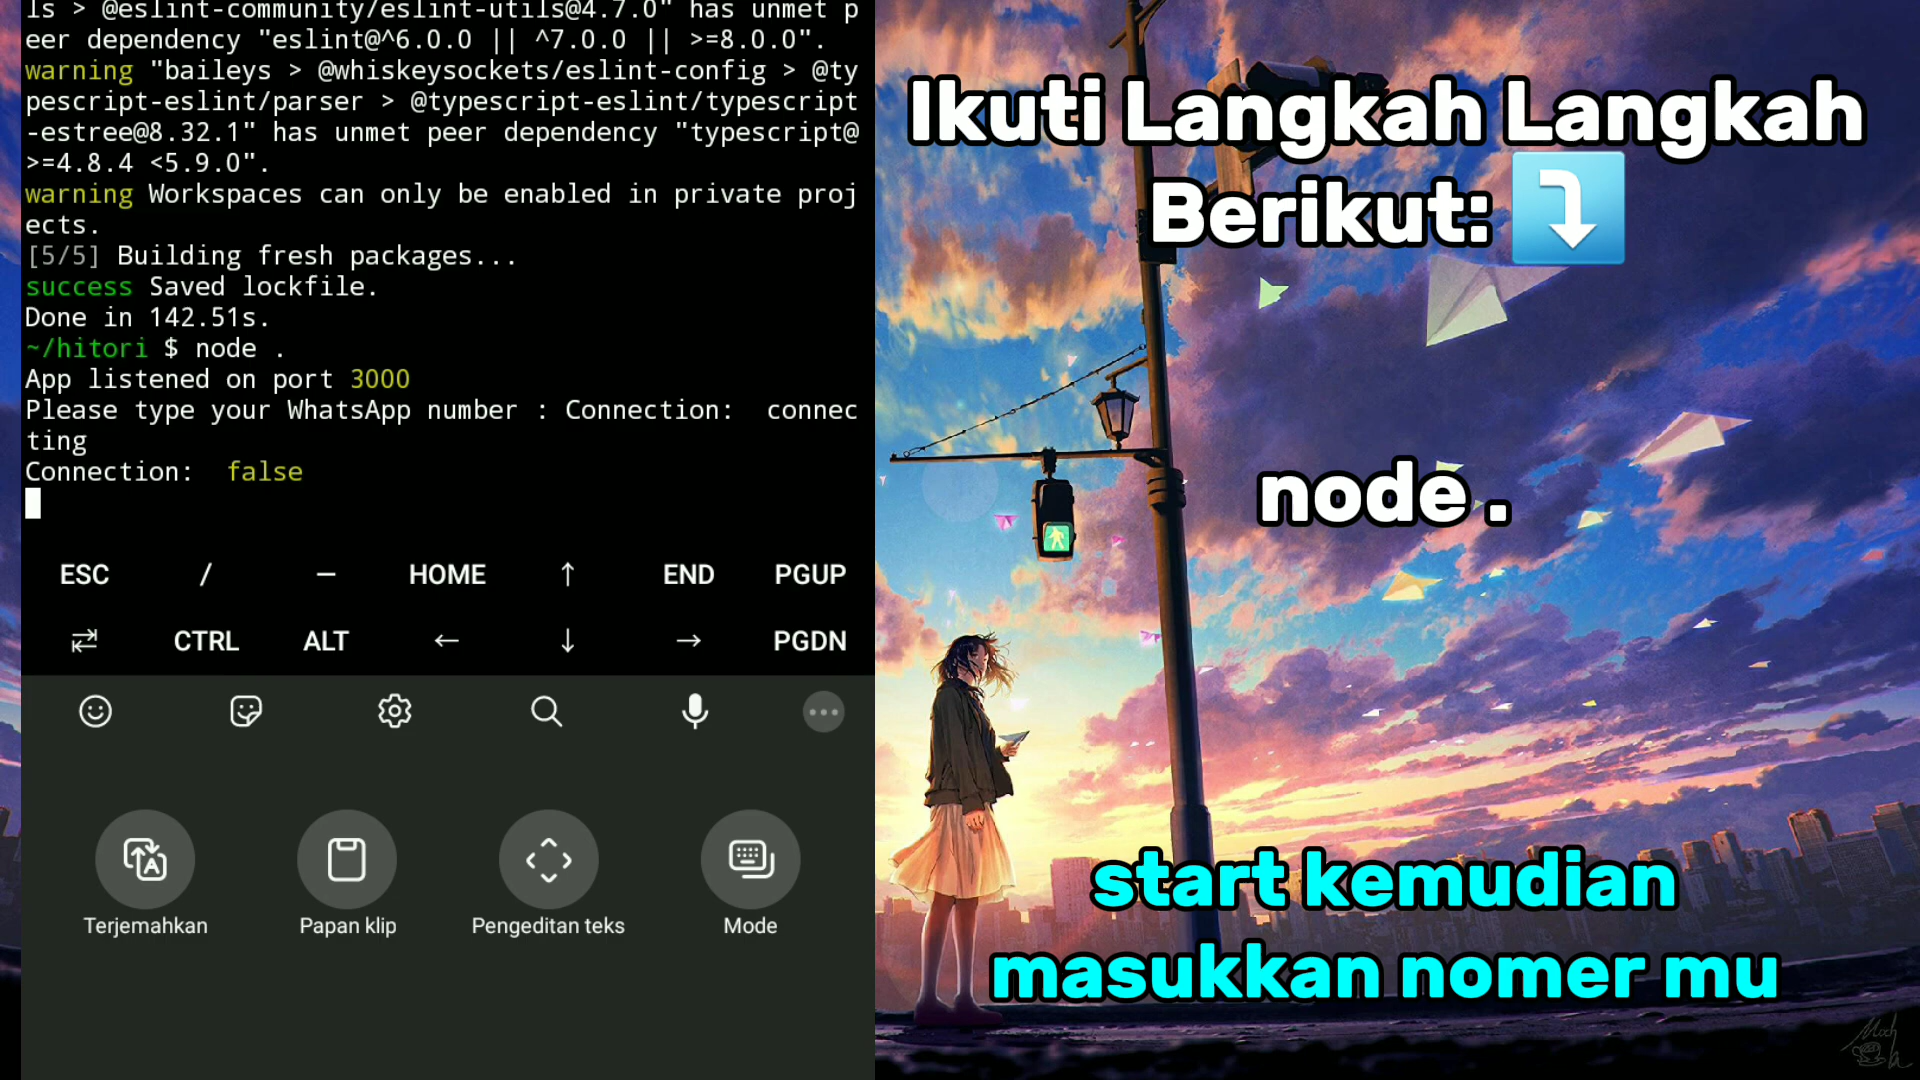 ls > @eslint-community/eslint-utils@4.7.0" has unmet p
eer dependency "eslint@^6.0.0 || ^7.0.0 || >=8.0.0".
warning "baileys > @whiskeysockets/eslint-config > @ty
pescript-eslint/parser > @typescript-eslint/typescript
-estree@8.32.1" has unmet peer dependency "typescript@
>=4.8.4 <5.9.0".
warning Workspaces can only be enabled in private proj
ects.
[5/5] Building fresh packages...
success Saved lockfile.
Done in 142.51s.
~/hitori $ node .
App listened on port 3000
Please type your WhatsApp number : Connection:  connec
ting
Connection:  false
ESC / — HOME ↑ END PGUP
CTRL ALT ← ↓ → PGDN
Terjemahkan Papan klip Pengeditan teks Mode
Ikuti Langkah Langkah
Berikut: ⤵️
node .
start kemudian
masukkan nomer mu